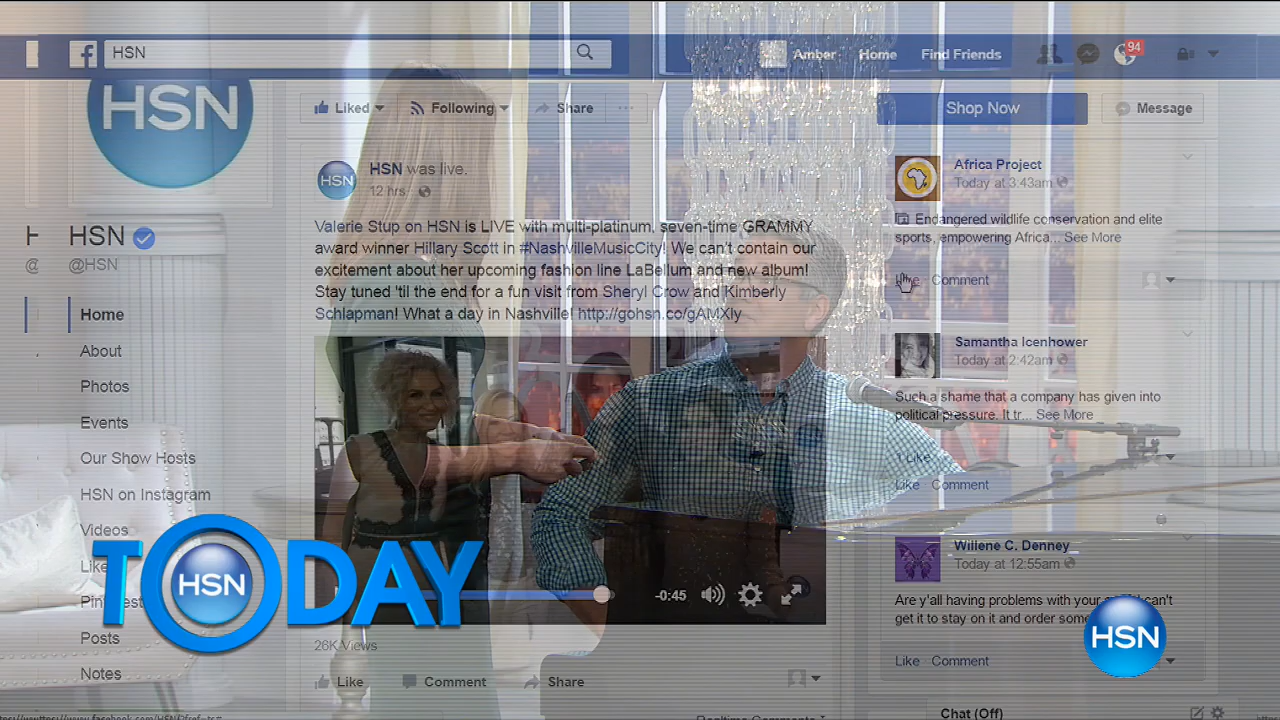 HSN
Amber
Home
Find Friends
94
HSN
Liked
Following
Share
Shop Now
Message
HSN
@HSN
Home
About
Photos
Events
Our Show Hosts
HSN on Instagram
Videos
Posts
Notes
HSN
HSN was live.
12 hrs
Valerie Stup on HSN is LIVE with multi-platinum, seven-time GRAMMY
award winner Hillary Scott in #NashvilleMusicCity! We can't contain our
excitement about her upcoming fashion line LaBellum and new album!
Stay tuned 'til the end for a fun visit from Sheryl Crow and Kimberly
Schlapman! What a day in Nashville! http://gohsn.co/gAMXly
-0:45
26K Views
Like
Comment
Share
Africa Project
Today at 3:43am
Endangered wildlife conservation and elite
sports, empowering Africa... See More
Like
Comment
Samantha Icenhower
Today at 2:42am
Such a shame that a company has given into
political pressure. It tr... See More
1 Like
Like
Comment
Willene C. Denney
Today at 12:55am
Are y'all having problems with your can't
get it to stay on it and order
Like
Comment
Chat (Off)
TODAY
HSN
HSN